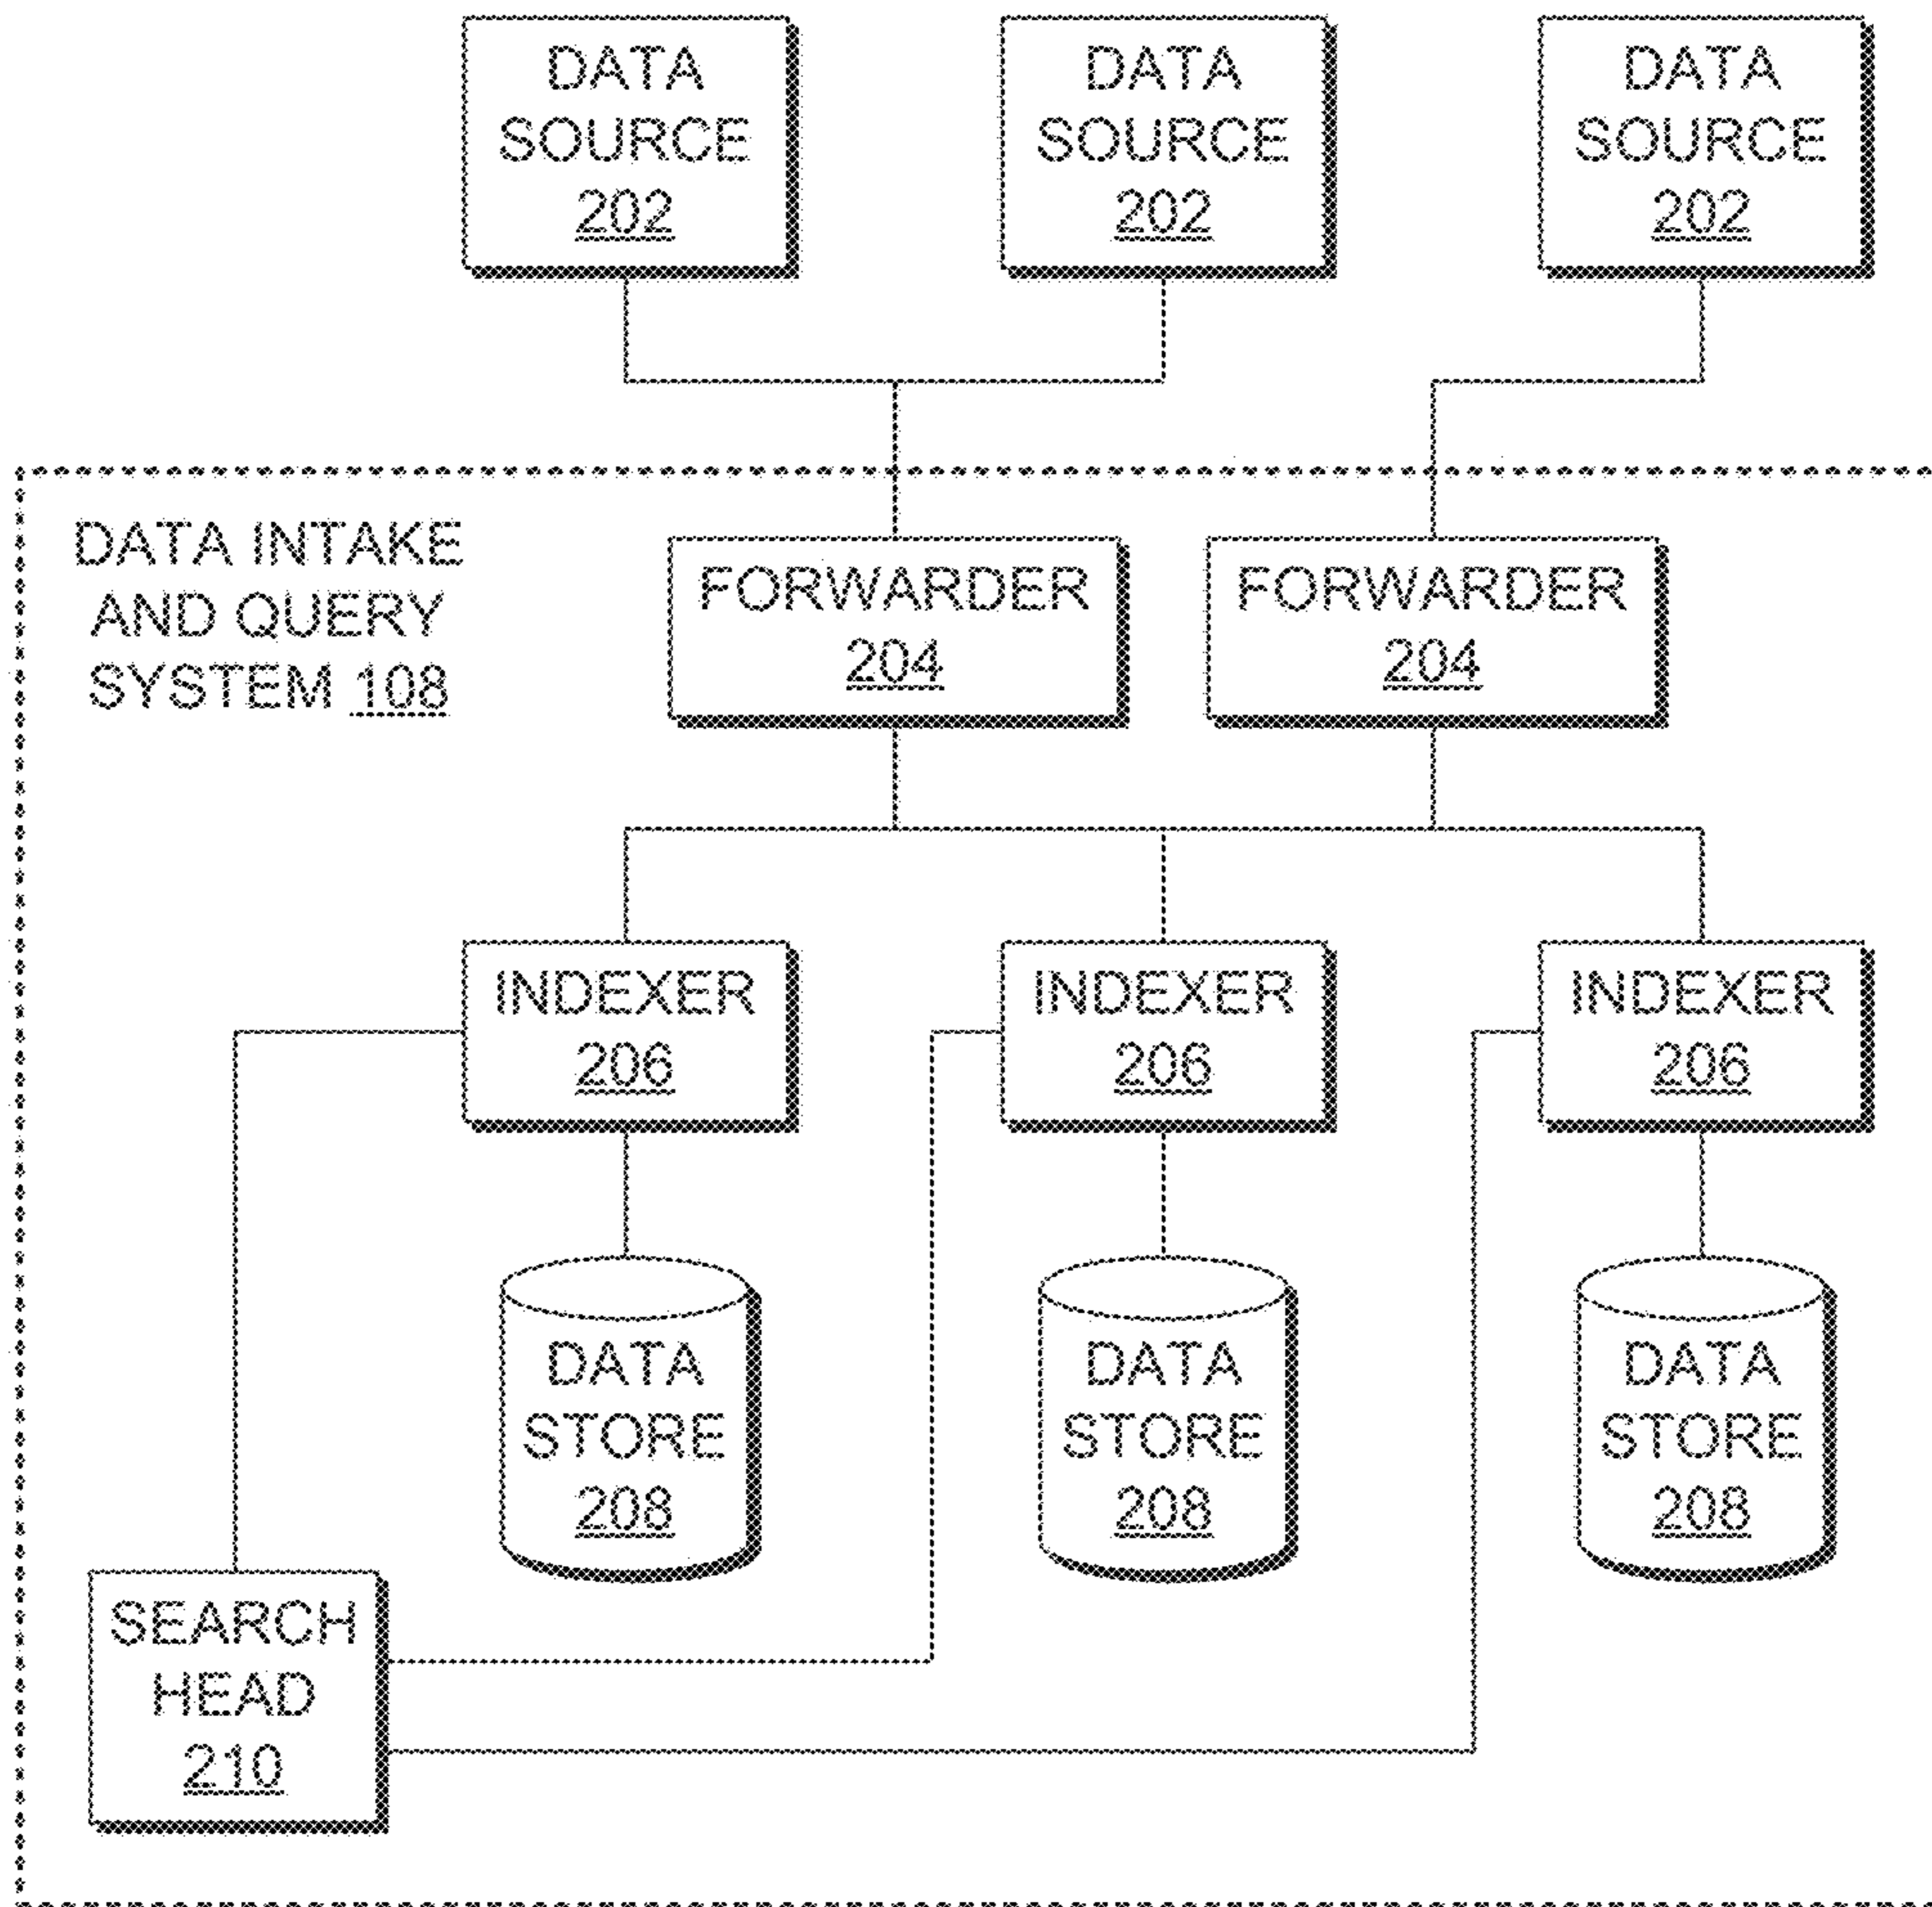 DATA
SOURCE
202
DATA
SOURCE
202
DATA
SOURCE
202
DATA INTAKE
AND QUERY
SYSTEM 108
FORWARDER
204
FORWARDER
204
INDEXER
206
INDEXER
206
INDEXER
206
DATA
STORE
208
DATA
STORE
208
DATA
STORE
208
SEARCH
HEAD
210